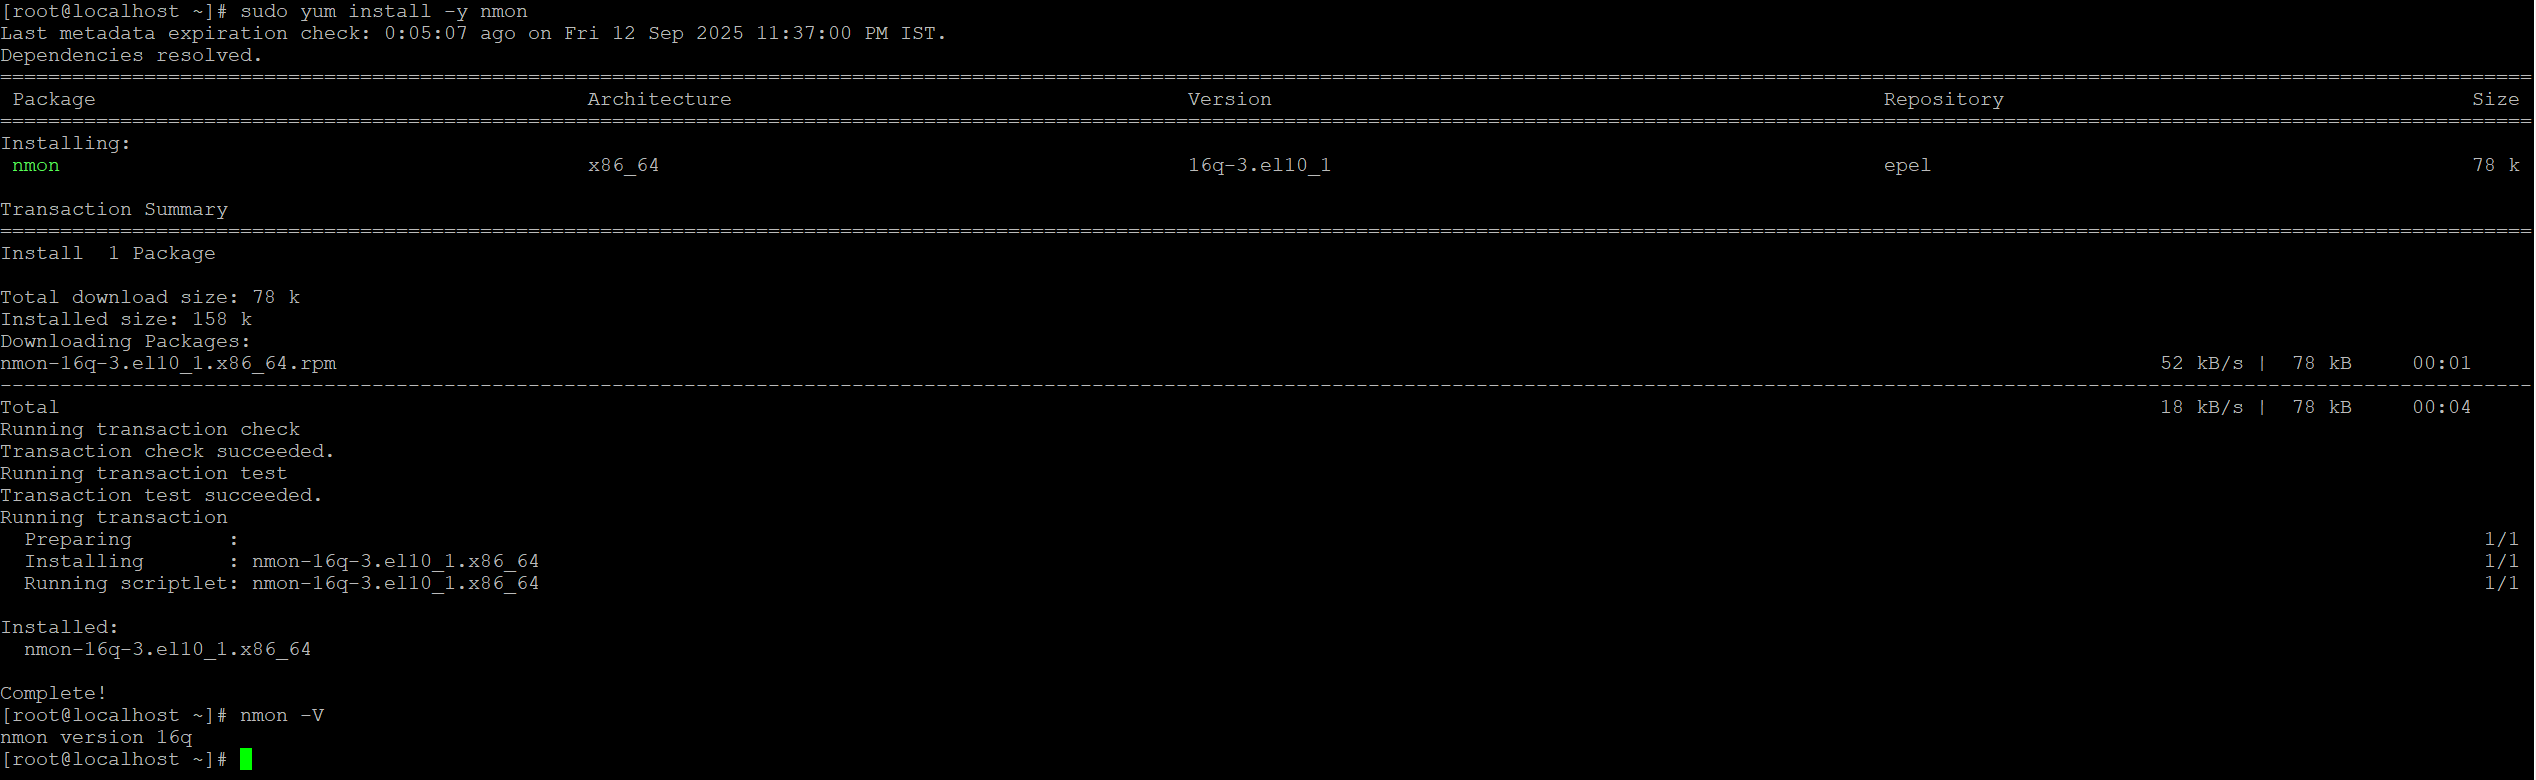 [root@localhost ~]# sudo yum install -y nmon
Last metadata expiration check: 0:05:07 ago on Fri 12 Sep 2025 11:37:00 PM IST.
Dependencies resolved.
Package Architecture Version Repository Size
Installing:
nmon x86_64 16q-3.el10_1 epel 78 k
Transaction Summary
Install  1 Package
Total download size: 78 k
Installed size: 158 k
Downloading Packages:
nmon-16q-3.el10_1.x86_64.rpm 52 kB/s |  78 kB     00:01
Total 18 kB/s |  78 kB     00:04
Running transaction check
Transaction check succeeded.
Running transaction test
Transaction test succeeded.
Running transaction
  Preparing        : 1/1
  Installing       : nmon-16q-3.el10_1.x86_64 1/1
  Running scriptlet: nmon-16q-3.el10_1.x86_64 1/1
Installed:
  nmon-16q-3.el10_1.x86_64
Complete!
[root@localhost ~]# nmon -V
nmon version 16q
[root@localhost ~]#